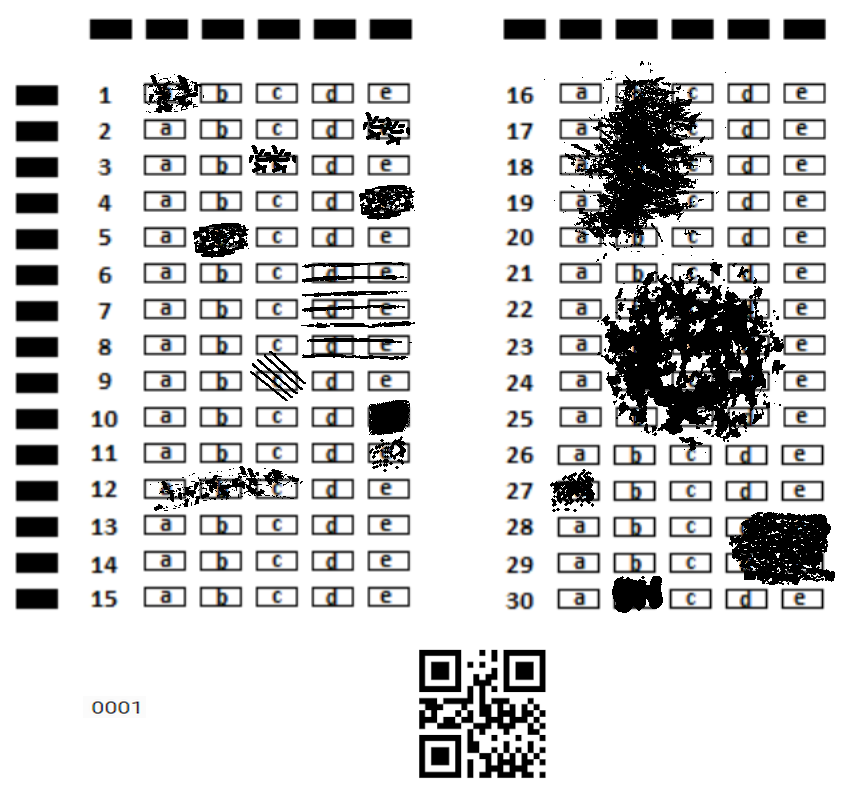 1 b c d e
2 a b c d
3 a b d e
4 a b c d
5 a c d e
6 a b c d e
7 a b c d e
8 a b c d e
9 a b c d e
10 a b c d
11 a b c d
12 d e
13 a b c d e
14 a b c d e
15 a b c d e
16 a c d e
17 a d e
18 a d e
19 a c d e
20 a b c d e
21 a b c d e
22 a e
23 a e
24 a e
25 a e
26 a b c d e
27 b c d e
28 a b c
29 a b c
30 a c d e
0001